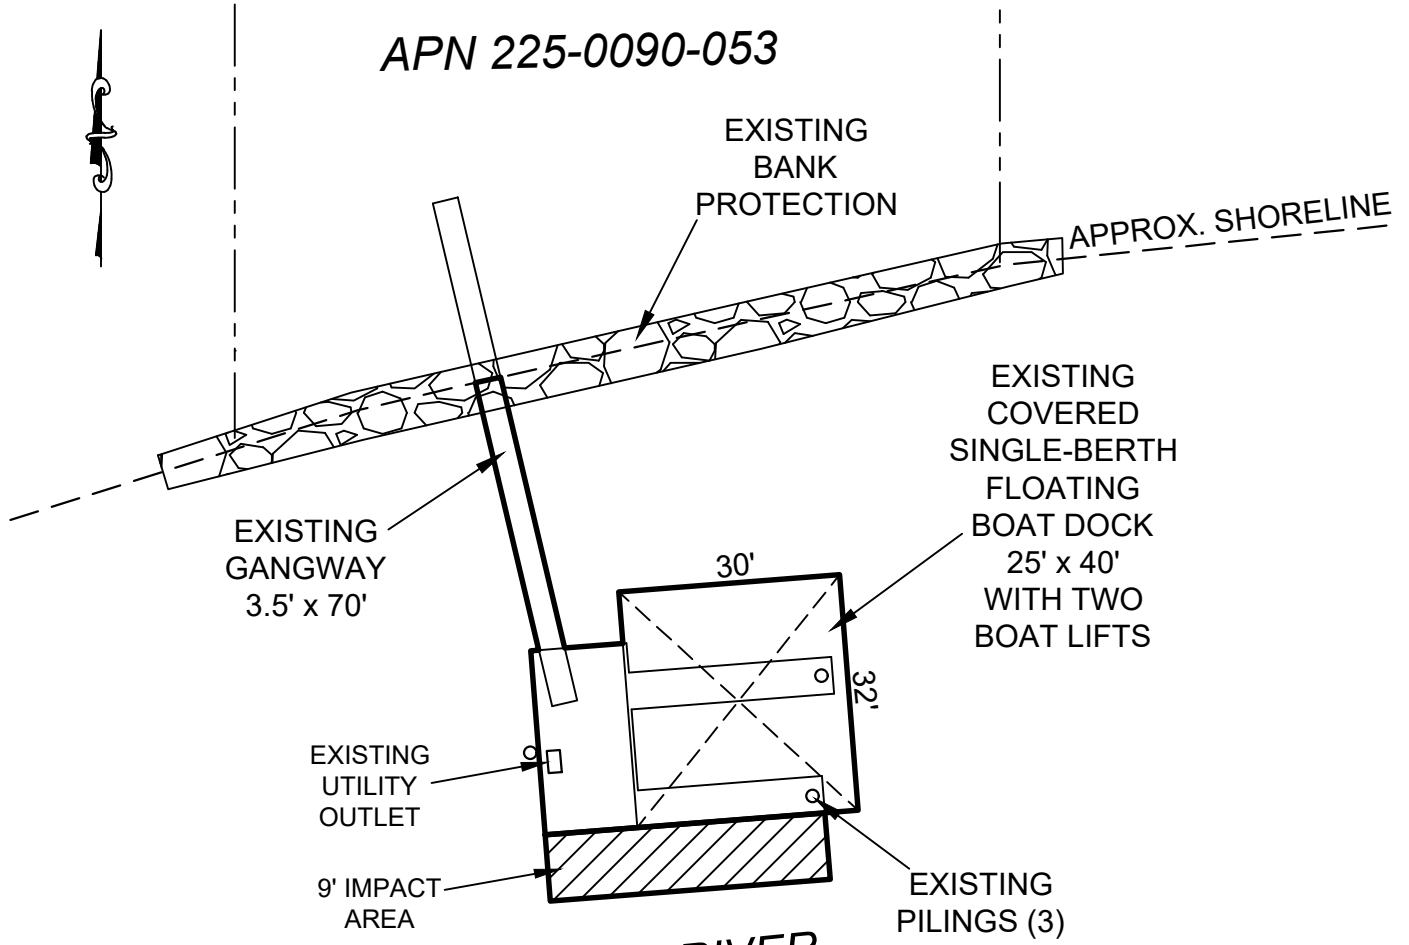 APN 225-0090-053
EXISTING
BANK
PROTECTION
APPROX. SHORELINE
EXISTING
COVERED
SINGLE-BERTH
FLOATING
BOAT DOCK
25' x 40'
WITH TWO
BOAT LIFTS
EXISTING
GANGWAY
3.5' x 70'
30'
32'
EXISTING
UTILITY
OUTLET
9' IMPACT
AREA
EXISTING
PILINGS (3)
RIVER